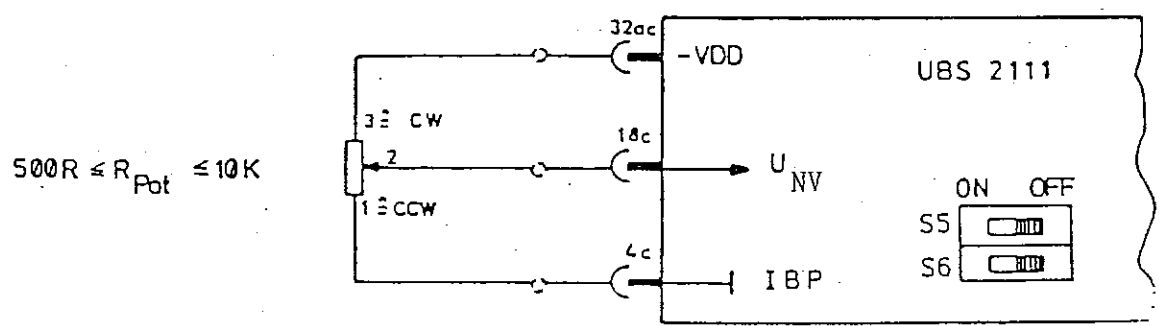 32ac
-VDD
UBS 2111
3 ≙ CW
18c
500R ≤ R_Pot ≤ 10K
2
U_NV
1 ≙ CCW
ON OFF
S5
4c
S6
IBP